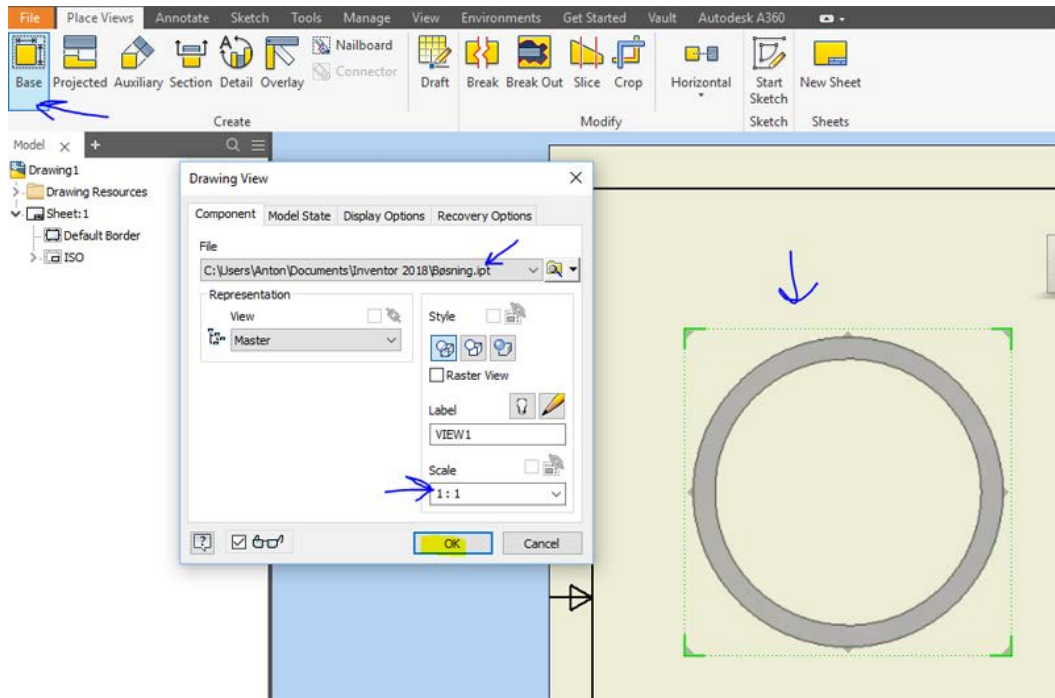 File Place Views Annotate Sketch Tools Manage View Environments Get Started Vault Autodesk A360
Nailboard
Connector
Base Projected Auxiliary Section Detail Overlay Draft Break Break Out Slice Crop Horizontal Start Sketch New Sheet
Create Modify Sketch Sheets
Model
Drawing1
Drawing Resources
Sheet:1
Default Border
ISO
Drawing View
Component Model State Display Options Recovery Options
File
C:\Users\Anton\Documents\Inventor 2018\Bøsning.ipt
Representation
View
Master
Style
Raster View
Label
VIEW1
Scale
1 : 1
OK Cancel